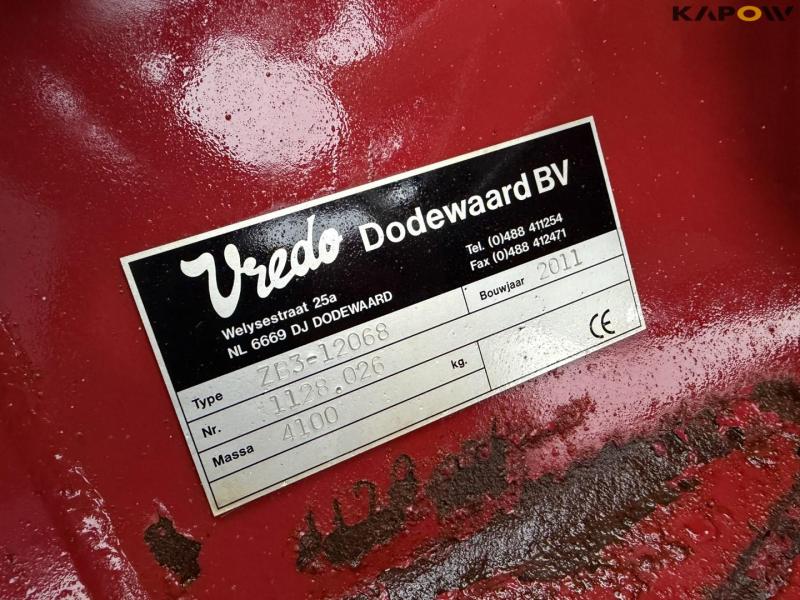 KAPOW
Vredo Dodewaard BV
Welysestraat 25a Tel. (0)488 411254
NL 6669 DJ DODEWAARD Fax (0)488 412471
Type ZB3-12068 Bouwjaar 2011
Nr. 1128.026
Massa 4100 kg. CE